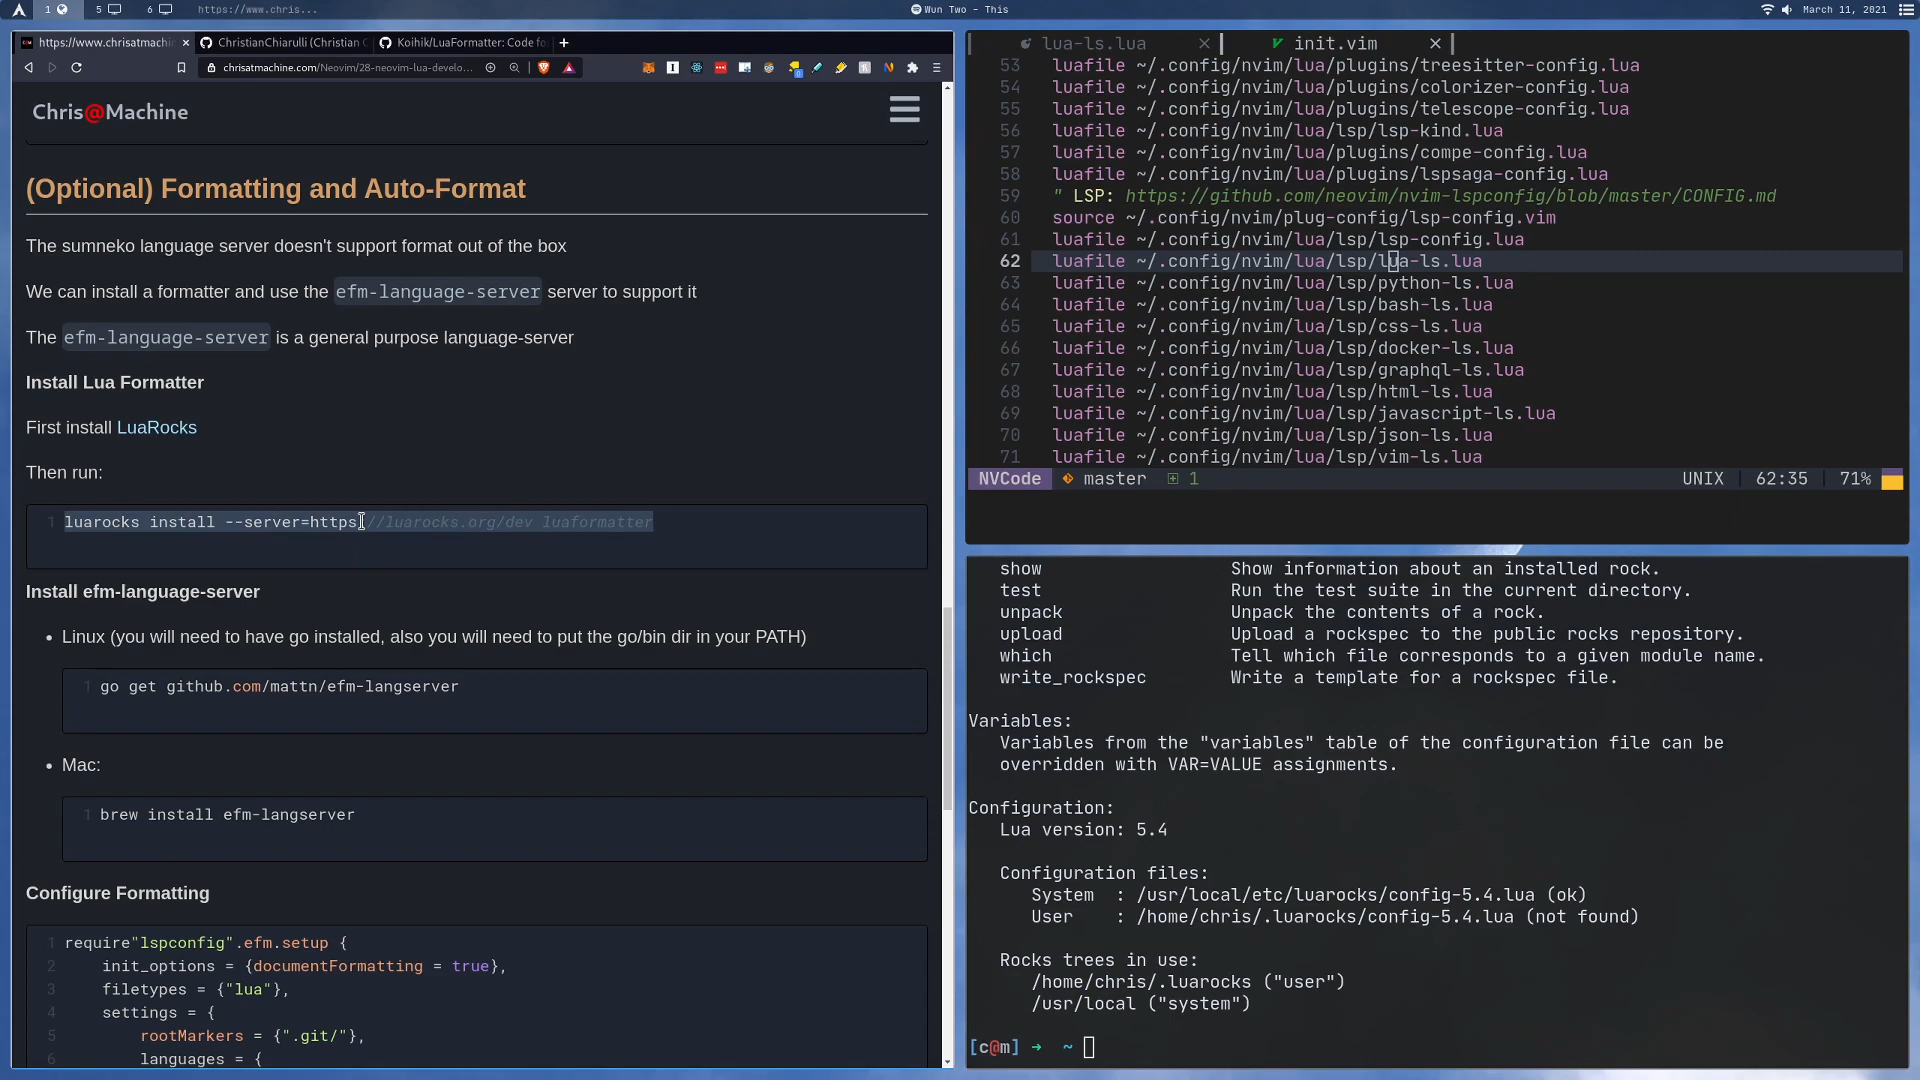 1
5
6
https://www.chris...
Wun Two - This
March 11, 2021
https://www.chrisatmachin
ChristianChiarulli (Christian C
Koihik/LuaFormatter: Code fo
chrisatmachine.com/Neovim/28-neovim-lua-develo...
Chris@Machine
(Optional) Formatting and Auto-Format
The sumneko language server doesn't support format out of the box
We can install a formatter and use the efm-language-server server to support it
The efm-language-server is a general purpose language-server
Install Lua Formatter
First install LuaRocks
Then run:
1 luarocks install --server=https://luarocks.org/dev luaformatter
Install efm-language-server
• Linux (you will need to have go installed, also you will need to put the go/bin dir in your PATH)
1 go get github.com/mattn/efm-langserver
• Mac:
1 brew install efm-langserver
Configure Formatting
1 require"lspconfig".efm.setup {
2 init_options = {documentFormatting = true},
3 filetypes = {"lua"},
4 settings = {
5 rootMarkers = {".git/"},
6 languages = {
lua-ls.lua
init.vim
53 luafile ~/.config/nvim/lua/plugins/treesitter-config.lua
54 luafile ~/.config/nvim/lua/plugins/colorizer-config.lua
55 luafile ~/.config/nvim/lua/plugins/telescope-config.lua
56 luafile ~/.config/nvim/lua/lsp/lsp-kind.lua
57 luafile ~/.config/nvim/lua/plugins/compe-config.lua
58 luafile ~/.config/nvim/lua/plugins/lspsaga-config.lua
59 " LSP: https://github.com/neovim/nvim-lspconfig/blob/master/CONFIG.md
60 source ~/.config/nvim/plug-config/lsp-config.vim
61 luafile ~/.config/nvim/lua/lsp/lsp-config.lua
62 luafile ~/.config/nvim/lua/lsp/lua-ls.lua
63 luafile ~/.config/nvim/lua/lsp/python-ls.lua
64 luafile ~/.config/nvim/lua/lsp/bash-ls.lua
65 luafile ~/.config/nvim/lua/lsp/css-ls.lua
66 luafile ~/.config/nvim/lua/lsp/docker-ls.lua
67 luafile ~/.config/nvim/lua/lsp/graphql-ls.lua
68 luafile ~/.config/nvim/lua/lsp/html-ls.lua
69 luafile ~/.config/nvim/lua/lsp/javascript-ls.lua
70 luafile ~/.config/nvim/lua/lsp/json-ls.lua
71 luafile ~/.config/nvim/lua/lsp/vim-ls.lua
NVCode master 1 UNIX 62:35 71%
show Show information about an installed rock.
test Run the test suite in the current directory.
unpack Unpack the contents of a rock.
upload Upload a rockspec to the public rocks repository.
which Tell which file corresponds to a given module name.
write_rockspec Write a template for a rockspec file.
Variables:
Variables from the "variables" table of the configuration file can be
overridden with VAR=VALUE assignments.
Configuration:
Lua version: 5.4
Configuration files:
System : /usr/local/etc/luarocks/config-5.4.lua (ok)
User : /home/chris/.luarocks/config-5.4.lua (not found)
Rocks trees in use:
/home/chris/.luarocks ("user")
/usr/local ("system")
[c@m] → ~